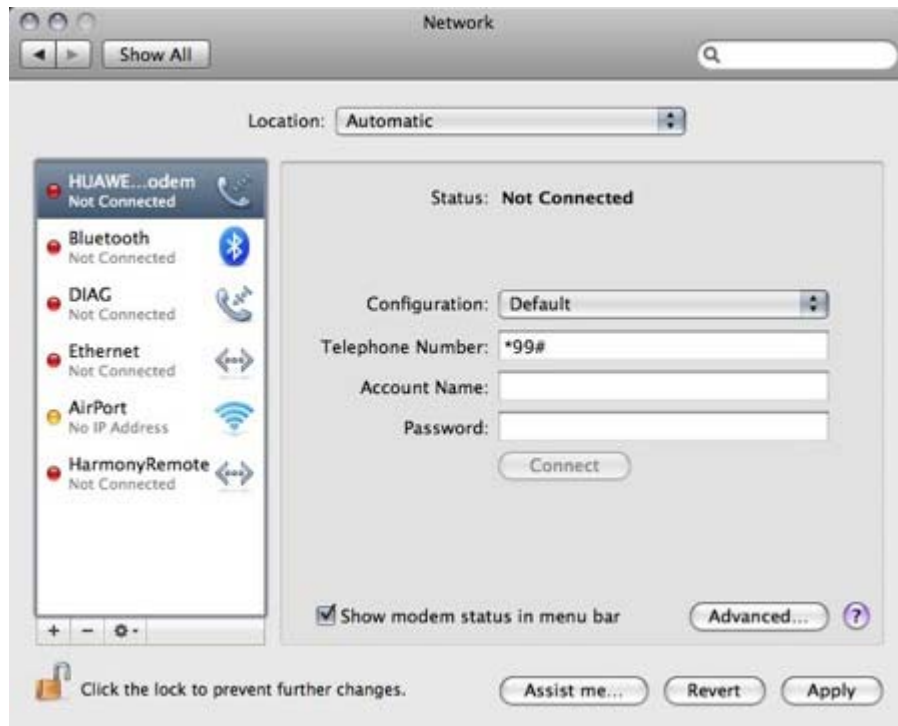 Network
Show All
Location: Automatic
HUAWE...odem
Not Connected
Bluetooth
Not Connected
DIAG
Not Connected
Ethernet
Not Connected
AirPort
No IP Address
HarmonyRemote
Not Connected
Status: Not Connected
Configuration: Default
Telephone Number: *99#
Account Name:
Password:
Connect
Show modem status in menu bar
Advanced... ?
Click the lock to prevent further changes.
Assist me... Revert Apply